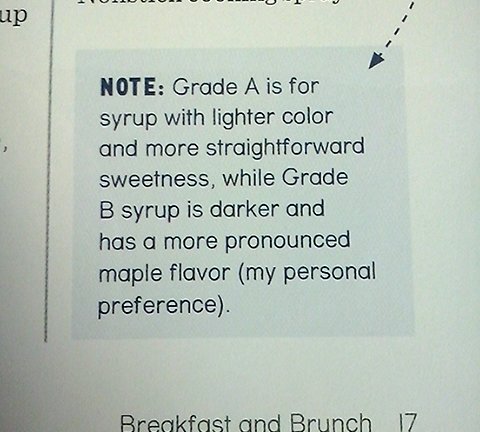 up
Nonstick cooking spray
NOTE: Grade A is for
syrup with lighter color
and more straightforward
sweetness, while Grade
B syrup is darker and
has a more pronounced
maple flavor (my personal
preference).
Breakfast and Brunch 17